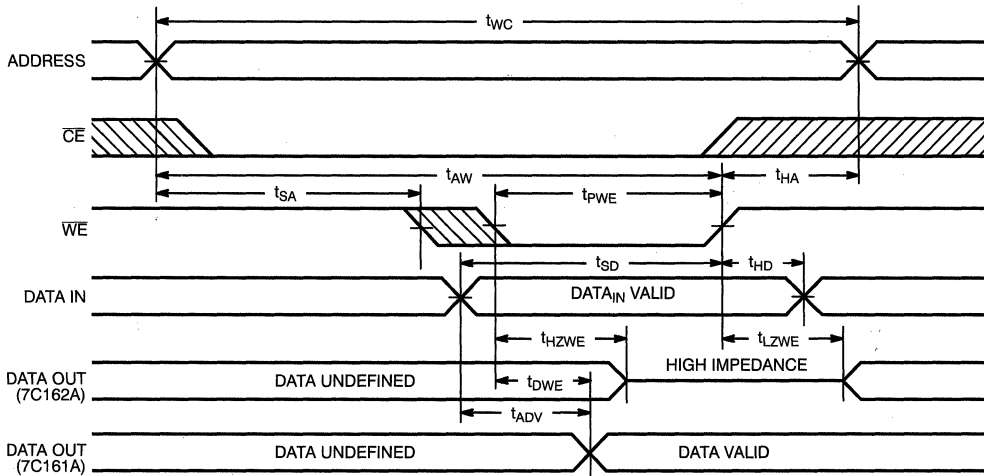 tWC
ADDRESS
CE
tAW
tHA
tSA
tPWE
WE
tSD
tHD
DATA IN
DATAIN VALID
tHZWE
tLZWE
HIGH IMPEDANCE
DATA OUT
(7C162A)
DATA UNDEFINED
tDWE
tADV
DATA OUT
(7C161A)
DATA UNDEFINED
DATA VALID